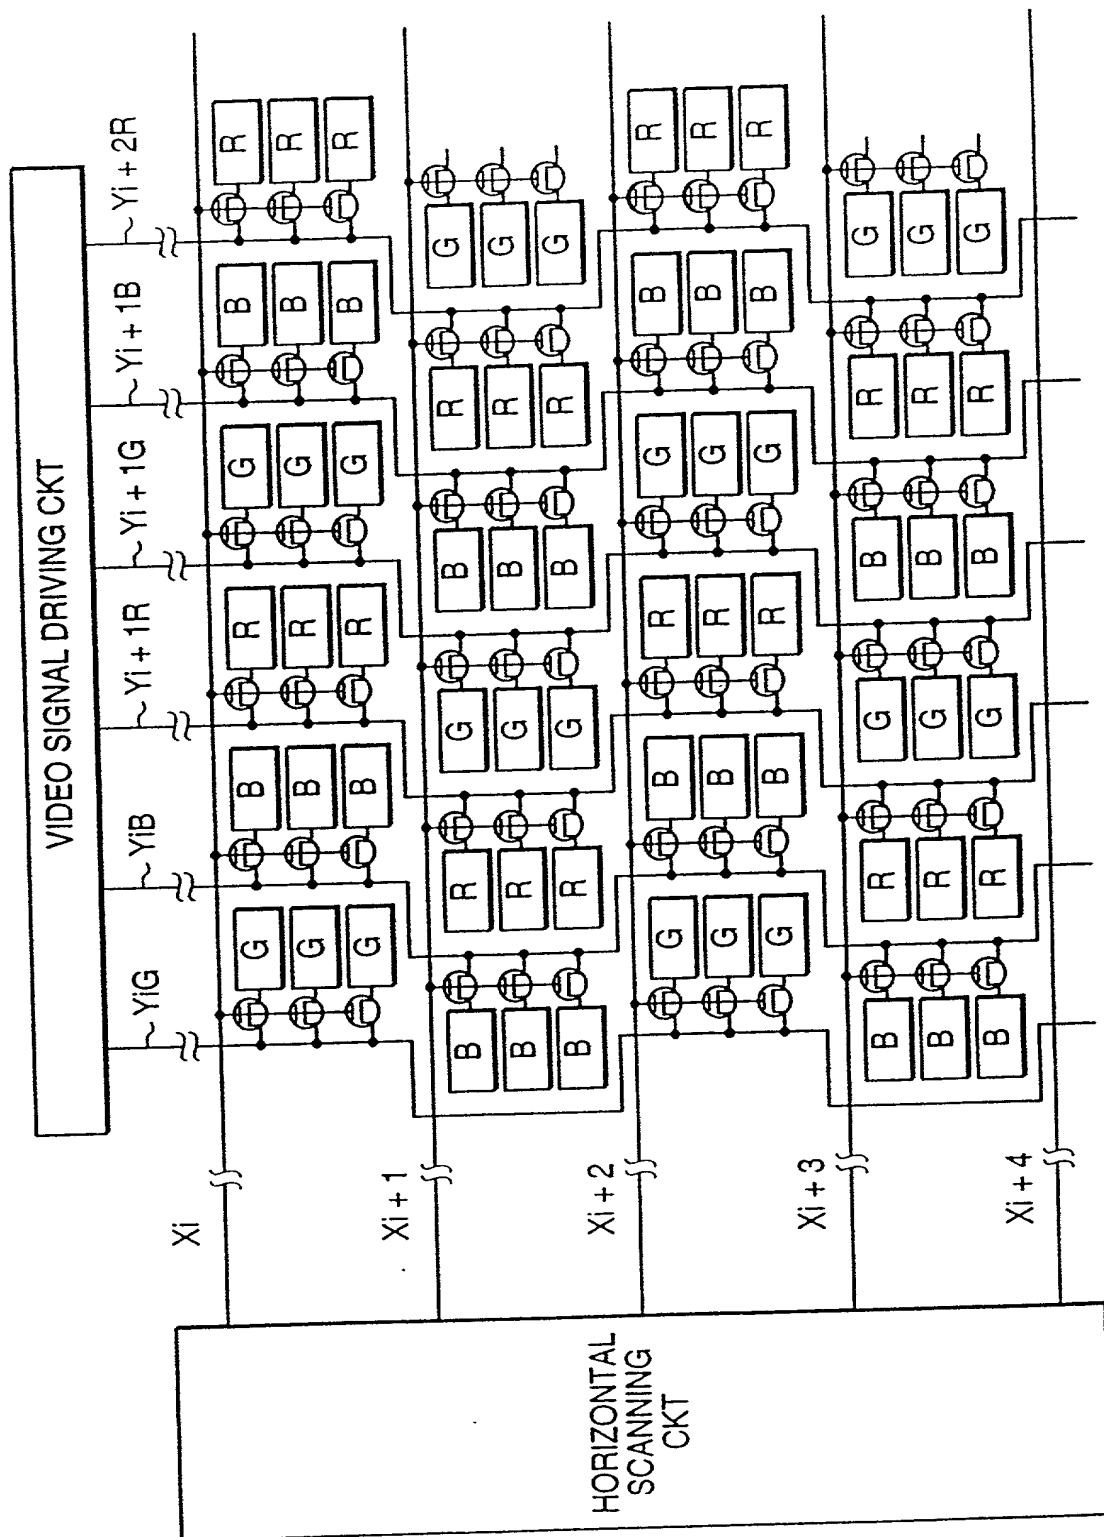 VIDEO SIGNAL DRIVING CKT
YiG YiB Yi + 1R Yi + 1G Yi + 1B Yi + 2R
Xi
G B R G B R
G B R G B R
G B R G B R
Xi + 1
B R G B R G
B R G B R G
B R G B R G
Xi + 2
G B R G B R
G B R G B R
G B R G B R
Xi + 3
B R G B R G
B R G B R G
B R G B R G
Xi + 4
HORIZONTAL
SCANNING
CKT